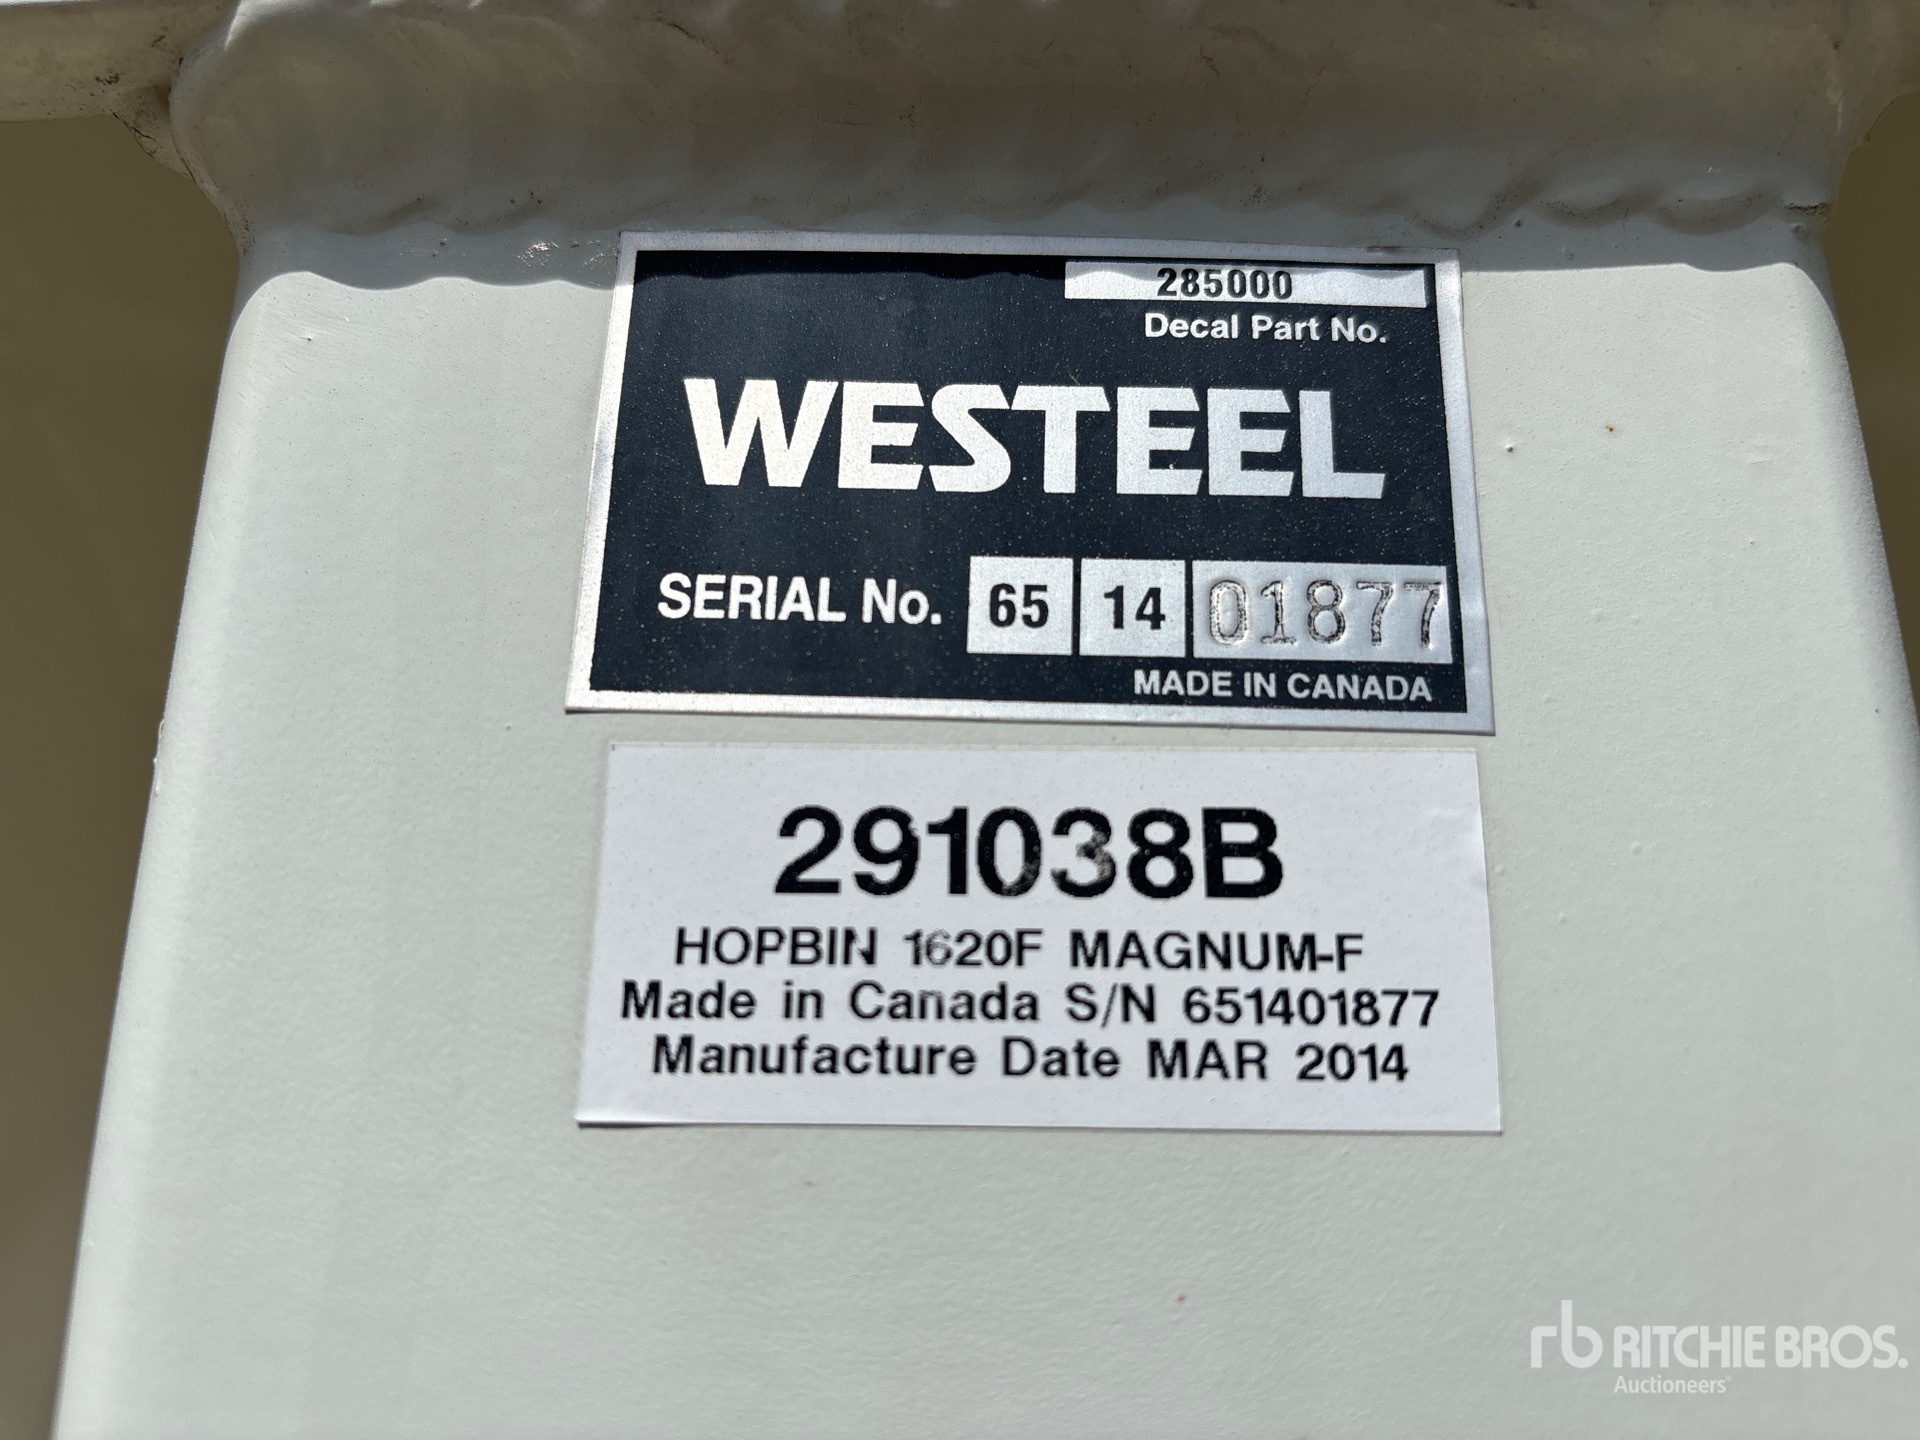 285000
Decal Part No.
WESTEEL
SERIAL No. 65 14 01877
MADE IN CANADA
291038B
HOPBIN 1620F MAGNUM-F
Made in Canada S/N 651401877
Manufacture Date MAR 2014
rb RITCHIE BROS.
Auctioneers